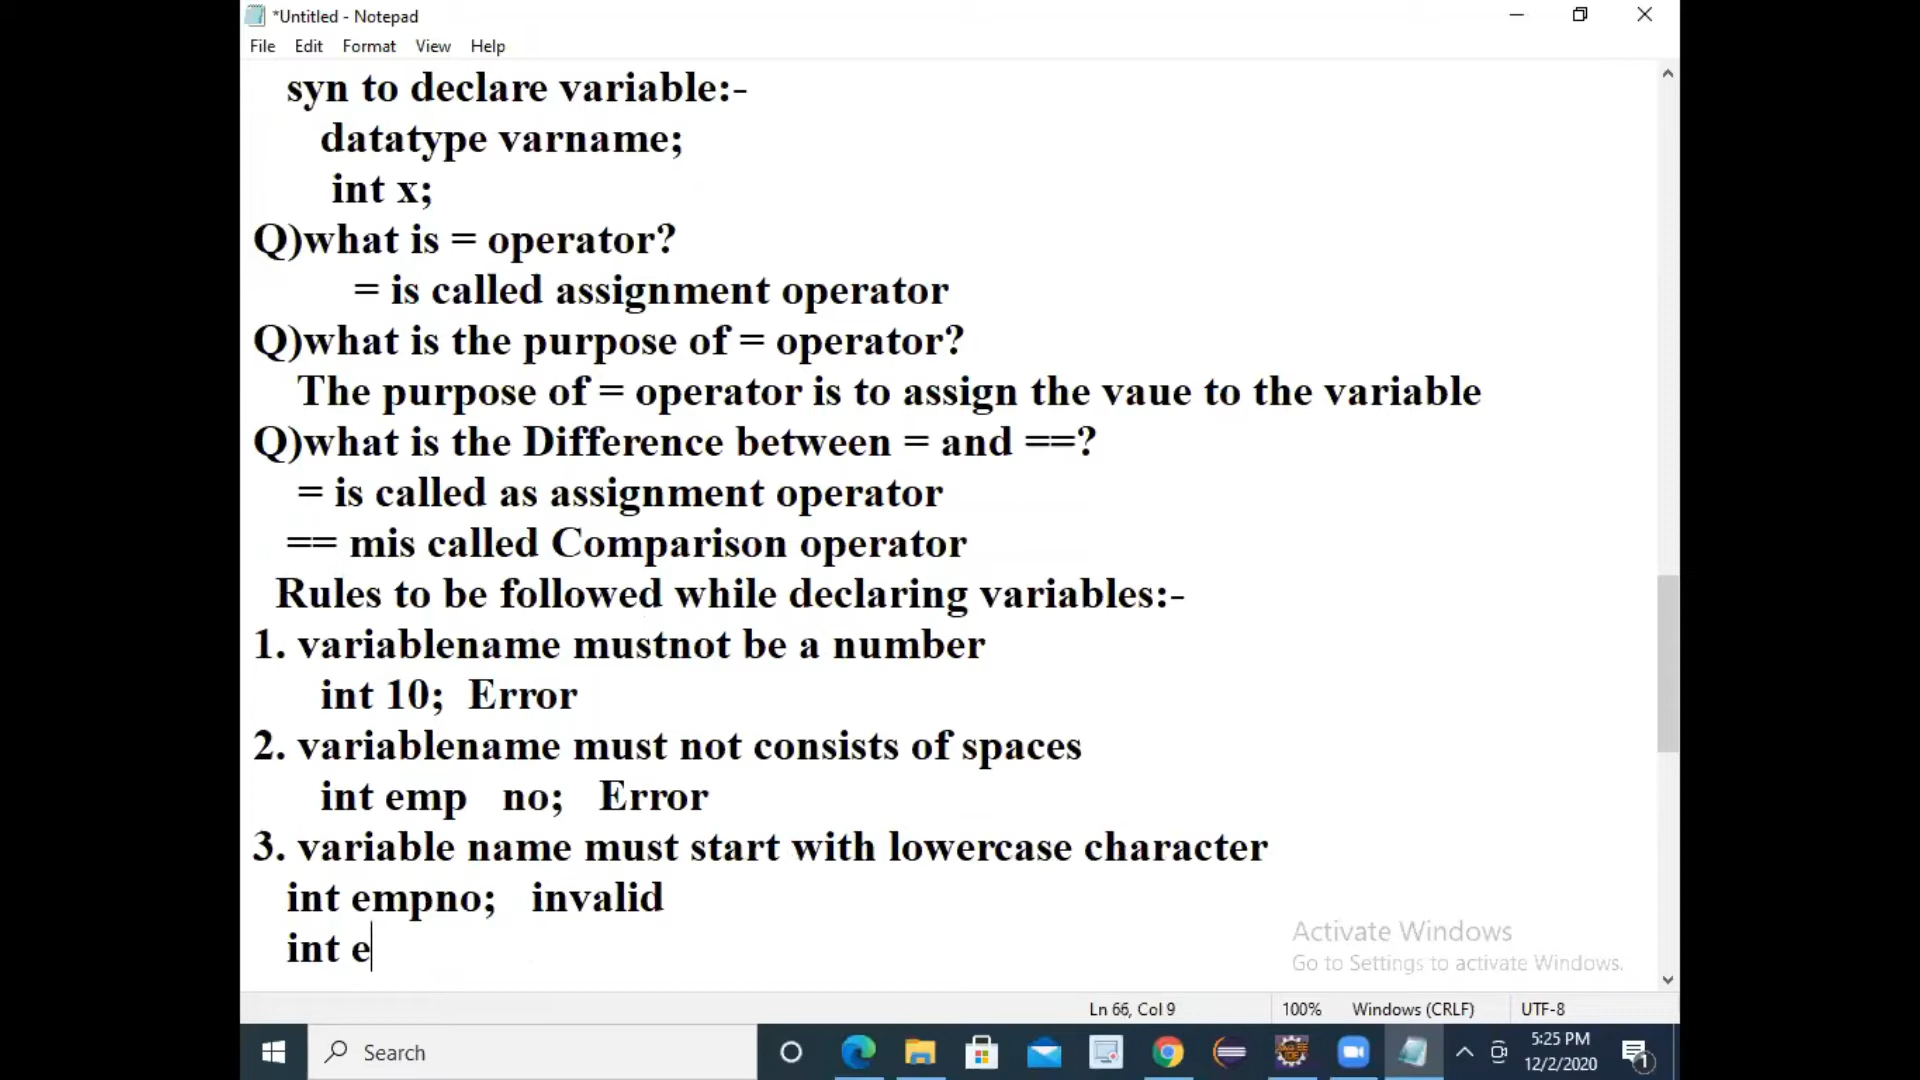 *Untitled - Notepad
File Edit Format View Help
syn to declare variable:-
datatype varname;
int x;
Q)what is = operator?
= is called assignment operator
Q)what is the purpose of = operator?
The purpose of = operator is to assign the vaue to the variable
Q)what is the Difference between = and ==?
= is called as assignment operator
== mis called Comparison operator
Rules to be followed while declaring variables:-
1. variablename mustnot be a number
int 10; Error
2. variablename must not consists of spaces
int emp no; Error
3. variable name must start with lowercase character
int empno; invalid
int e
Activate Windows
Go to Settings to activate Windows.
Ln 66, Col 9 100% Windows (CRLF) UTF-8
Search
5:25 PM
12/2/2020
1